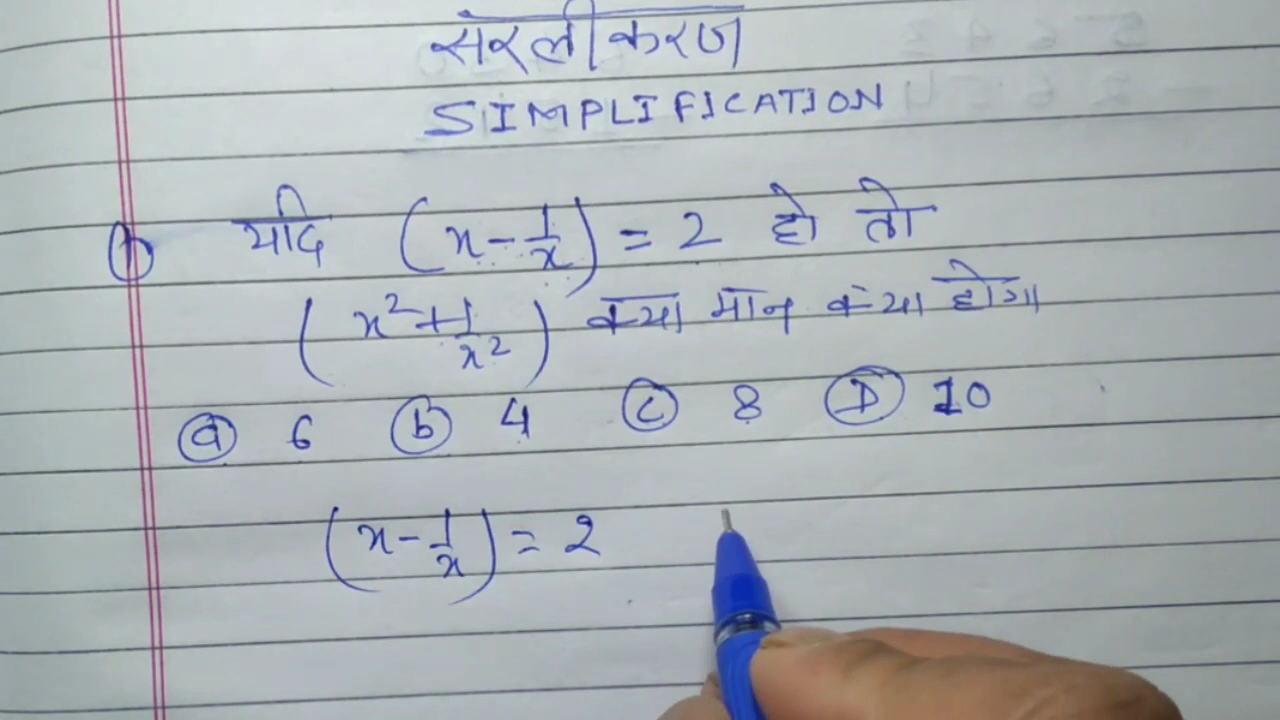 सरलीकरण
SIMPLIFICATION
1) यदि (x - 1/x) = 2 हो तो
(x² + 1/x²) क्या मान क्या होगा
(a) 6 (b) 4 (c) 8 (D) 10
(x - 1/x) = 2